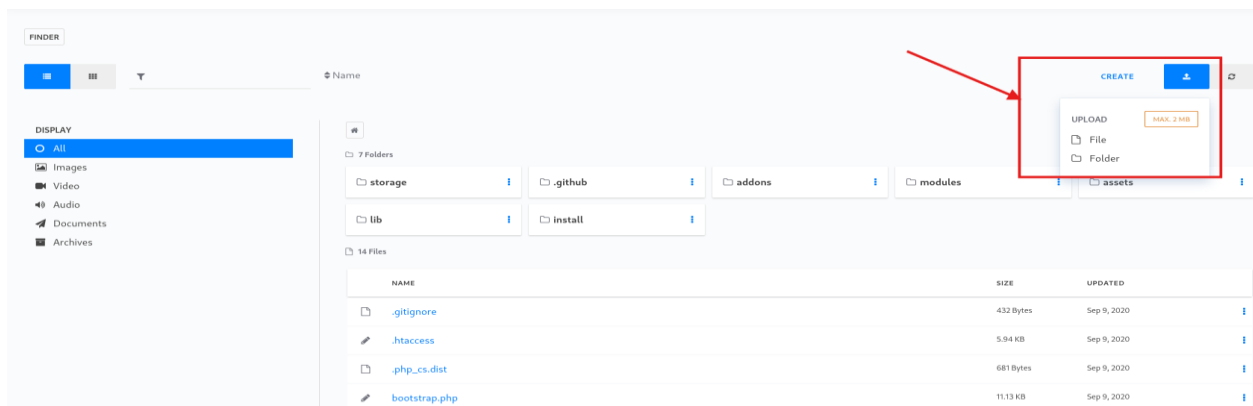 FINDER
Name
CREATE
UPLOAD MAX. 2 MB
File
Folder
DISPLAY
All
Images
Video
Audio
Documents
Archives
7 Folders
storage .github addons modules assets
lib install
14 Files
NAME SIZE UPDATED
.gitignore 432 Bytes Sep 9, 2020
.htaccess 5.94 KB Sep 9, 2020
.php_cs.dist 681 Bytes Sep 9, 2020
bootstrap.php 11.13 KB Sep 9, 2020